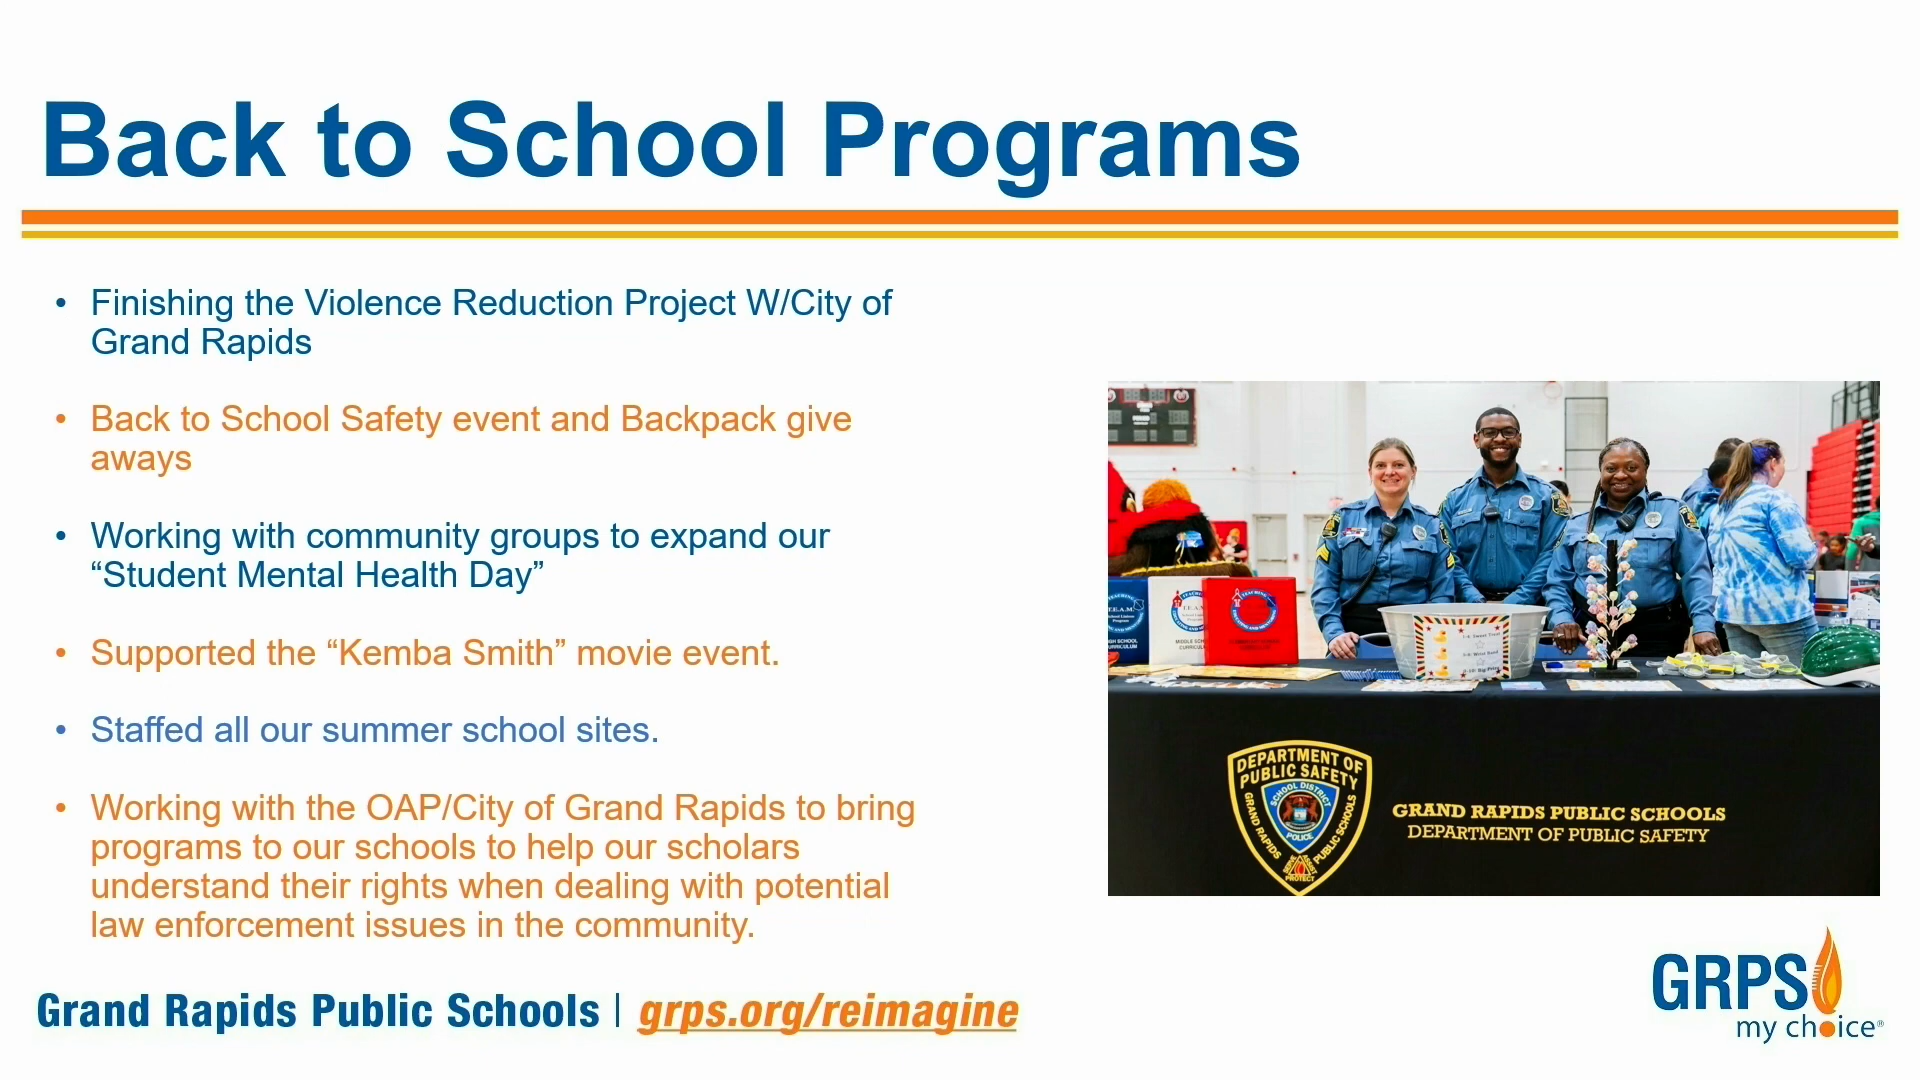 Back to School Programs
• Finishing the Violence Reduction Project W/City of
Grand Rapids
• Back to School Safety event and Backpack give
aways
• Working with community groups to expand our
“Student Mental Health Day”
• Supported the “Kemba Smith” movie event.
• Staffed all our summer school sites.
• Working with the OAP/City of Grand Rapids to bring
programs to our schools to help our scholars
understand their rights when dealing with potential
law enforcement issues in the community.
T.E.A.M.
DEPARTMENT OF
PUBLIC SAFETY
SCHOOL DISTRICT
POLICE
GRAND RAPIDS
PUBLIC SCHOOLS
PROTECT
GRAND RAPIDS PUBLIC SCHOOLS
DEPARTMENT OF PUBLIC SAFETY
Grand Rapids Public Schools | grps.org/reimagine
GRPS
my choice®